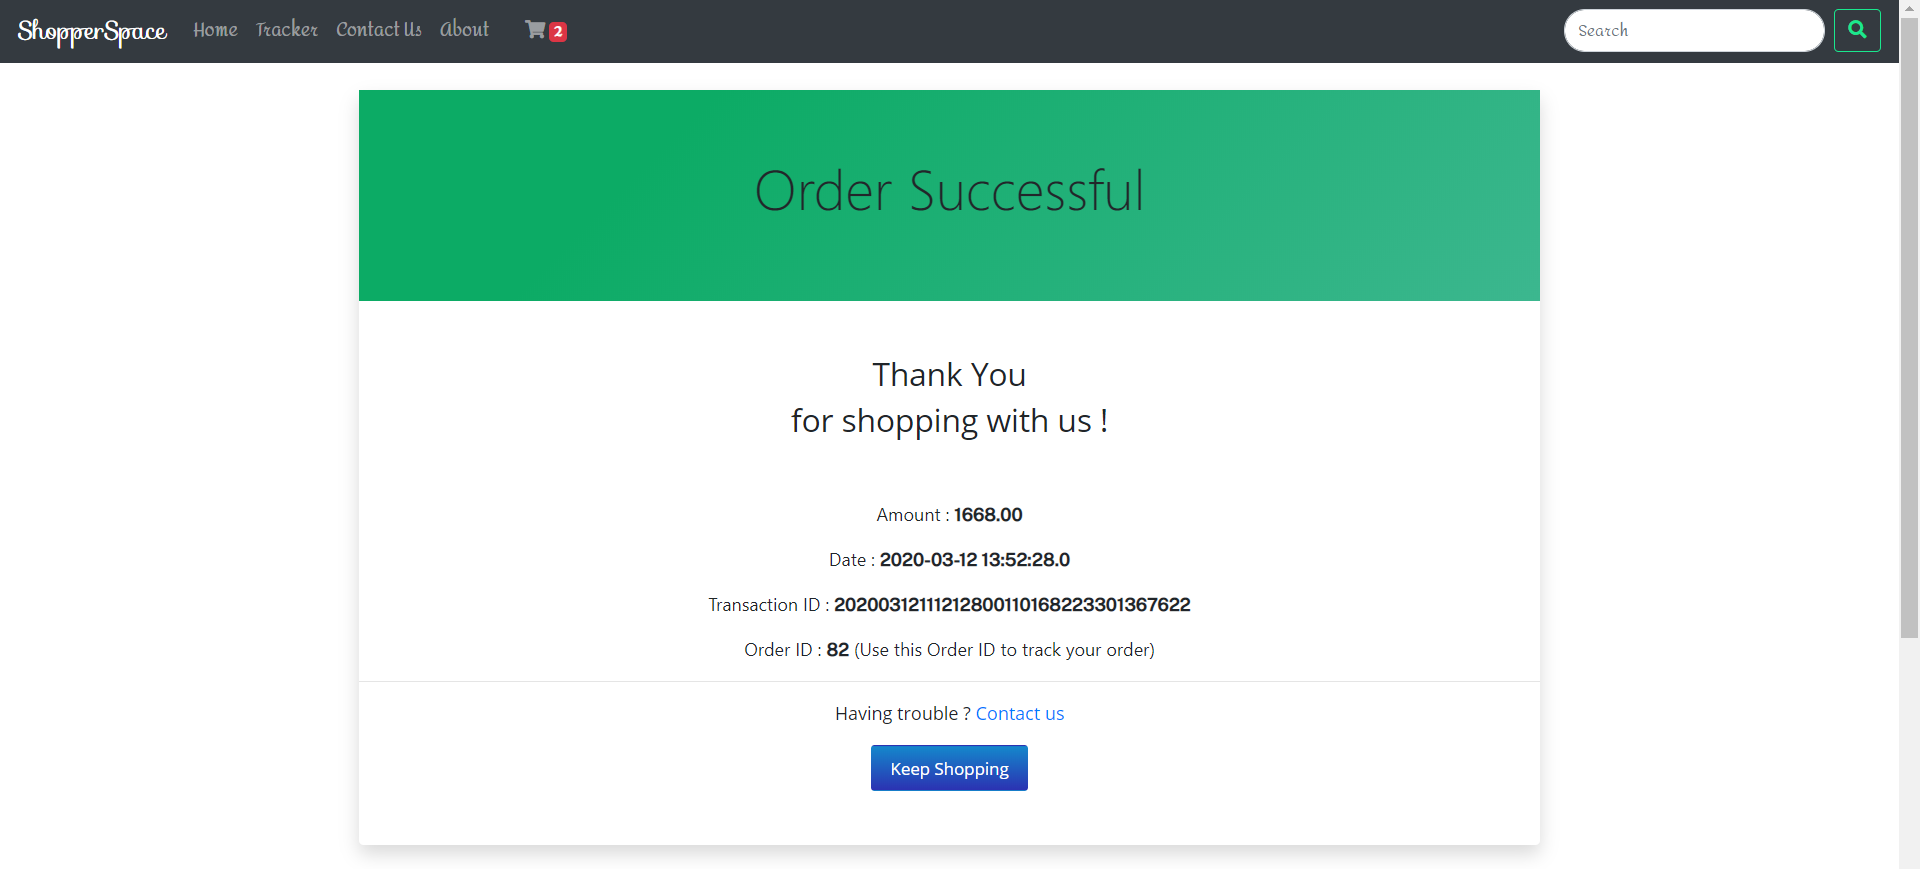 ShopperSpace Home Tracker Contact Us About 2 Search
Order Successful
Thank You
for shopping with us !
Amount : 1668.00
Date : 2020-03-12 13:52:28.0
Transaction ID : 20200312111212800110168223301367622
Order ID : 82 (Use this Order ID to track your order)
Having trouble ? Contact us
Keep Shopping